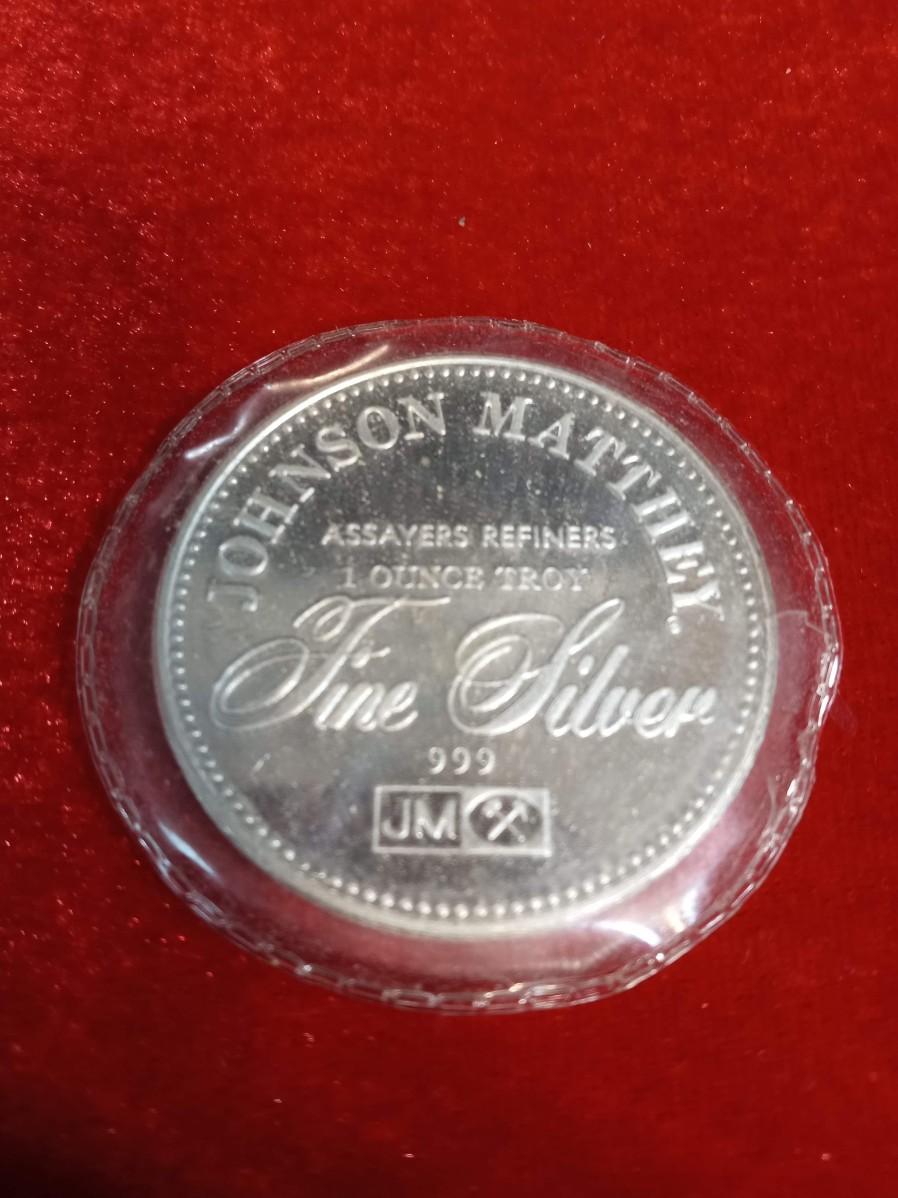 JOHNSON MATTHEY.
ASSAYERS REFINERS
1 OUNCE TROY
Fine Silver
999
JM